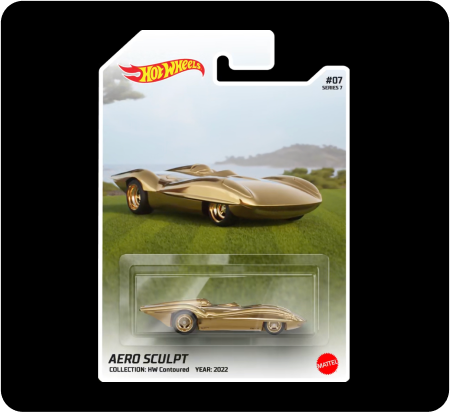 Hot Wheels
#07
SERIES 7
AERO SCULPT
COLLECTION: HW Contoured YEAR: 2022
MATTEL